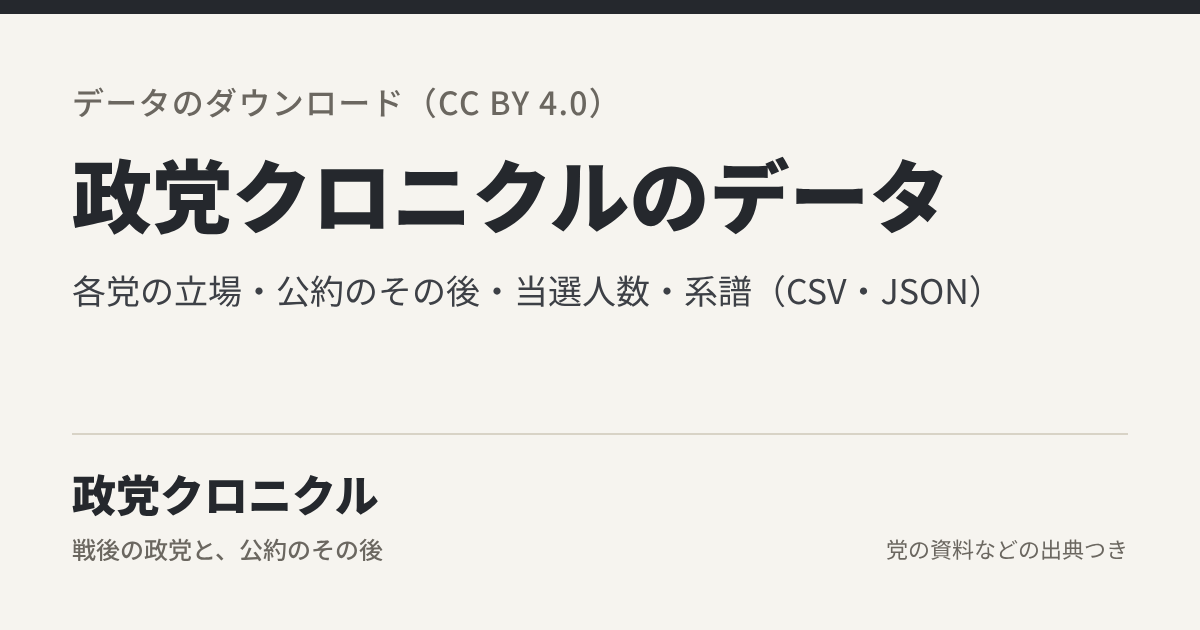 データのダウンロード（CC BY 4.0）
政党クロニクルのデータ
各党の立場・公約のその後・当選人数・系譜（CSV・JSON）
政党クロニクル
戦後の政党と、公約のその後
党の資料などの出典つき